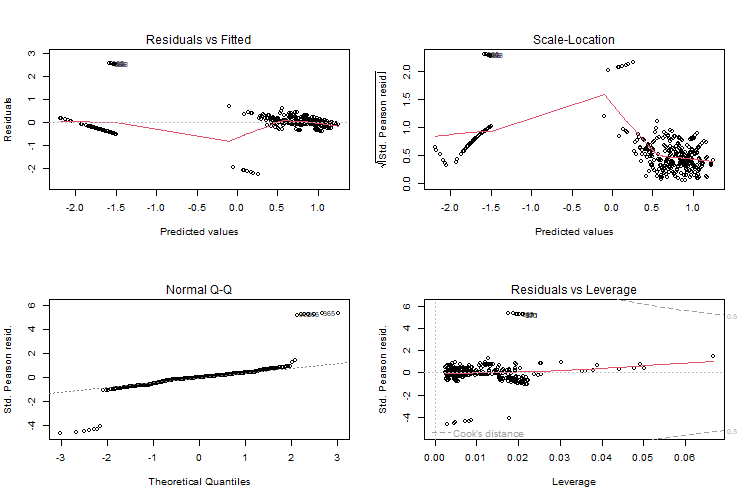 Residuals vs Fitted
Residuals
3
2
1
0
-1
-2
-2.0 -1.5 -1.0 -0.5 0.0 0.5 1.0
Predicted values
Scale-Location
√|Std. Pearson resid.|
2.0
1.5
1.0
0.5
0.0
-2.0 -1.5 -1.0 -0.5 0.0 0.5 1.0
Predicted values
Normal Q-Q
Std. Pearson resid.
6
4
2
0
-2
-4
365
-3 -2 -1 0 1 2 3
Theoretical Quantiles
Residuals vs Leverage
Std. Pearson resid.
6
4
2
0
-2
-4
0.5
0.5
Cook's distance
0.00 0.01 0.02 0.03 0.04 0.05 0.06
Leverage